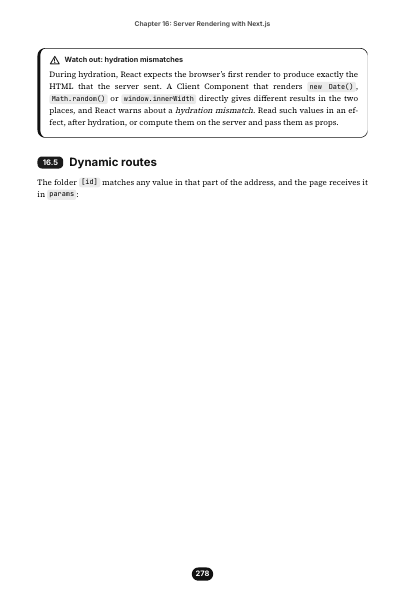 Chapter 16: Server Rendering with Next.js
Watch out: hydration mismatches
During hydration, React expects the browser's first render to produce exactly the
HTML that the server sent. A Client Component that renders new Date(),
Math.random() or window.innerWidth directly gives different results in the two
places, and React warns about a hydration mismatch. Read such values in an ef-
fect, after hydration, or compute them on the server and pass them as props.
16.5 Dynamic routes
The folder [id] matches any value in that part of the address, and the page receives it
in params:
278